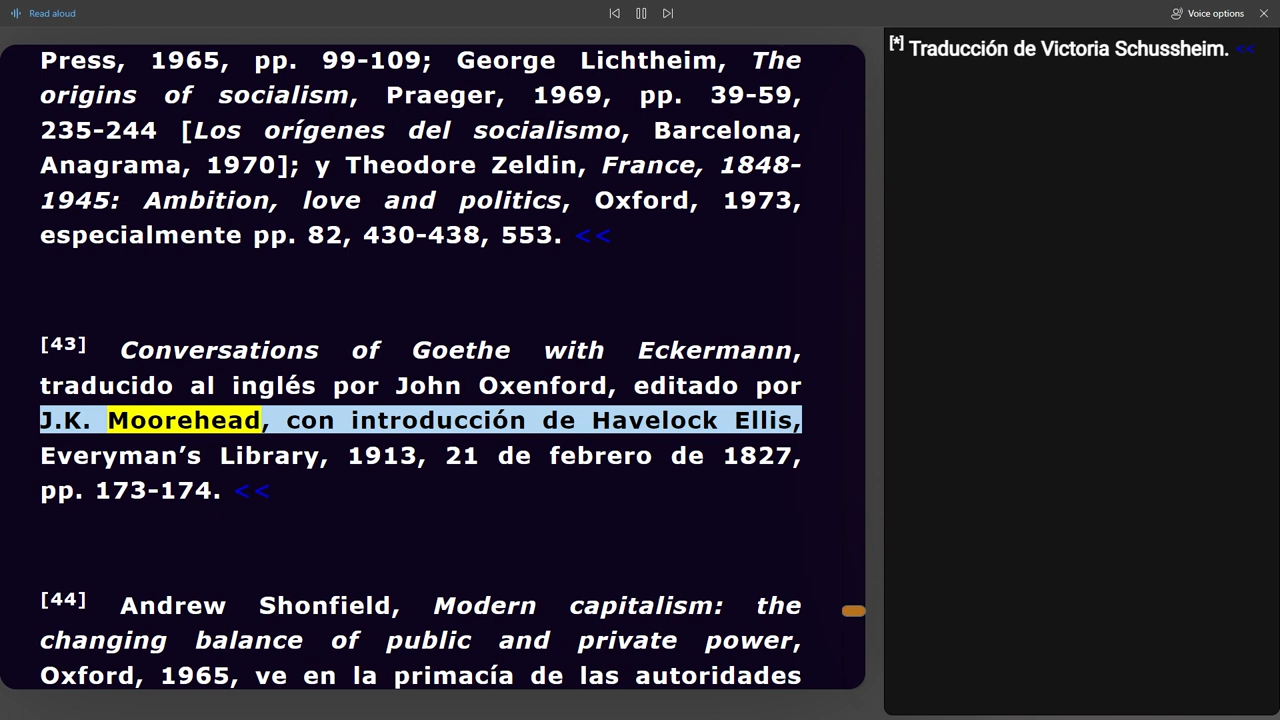 Read aloud
Voice options
Press, 1965, pp. 99-109; George Lichtheim, The
origins of socialism, Praeger, 1969, pp. 39-59,
235-244 [Los orígenes del socialismo, Barcelona,
Anagrama, 1970]; y Theodore Zeldin, France, 1848-
1945: Ambition, love and politics, Oxford, 1973,
especialmente pp. 82, 430-438, 553. <<
[43] Conversations of Goethe with Eckermann,
traducido al inglés por John Oxenford, editado por
J.K. Moorehead, con introducción de Havelock Ellis,
Everyman’s Library, 1913, 21 de febrero de 1827,
pp. 173-174. <<
[44] Andrew Shonfield, Modern capitalism: the
changing balance of public and private power,
Oxford, 1965, ve en la primacía de las autoridades
[*] Traducción de Victoria Schussheim. <<